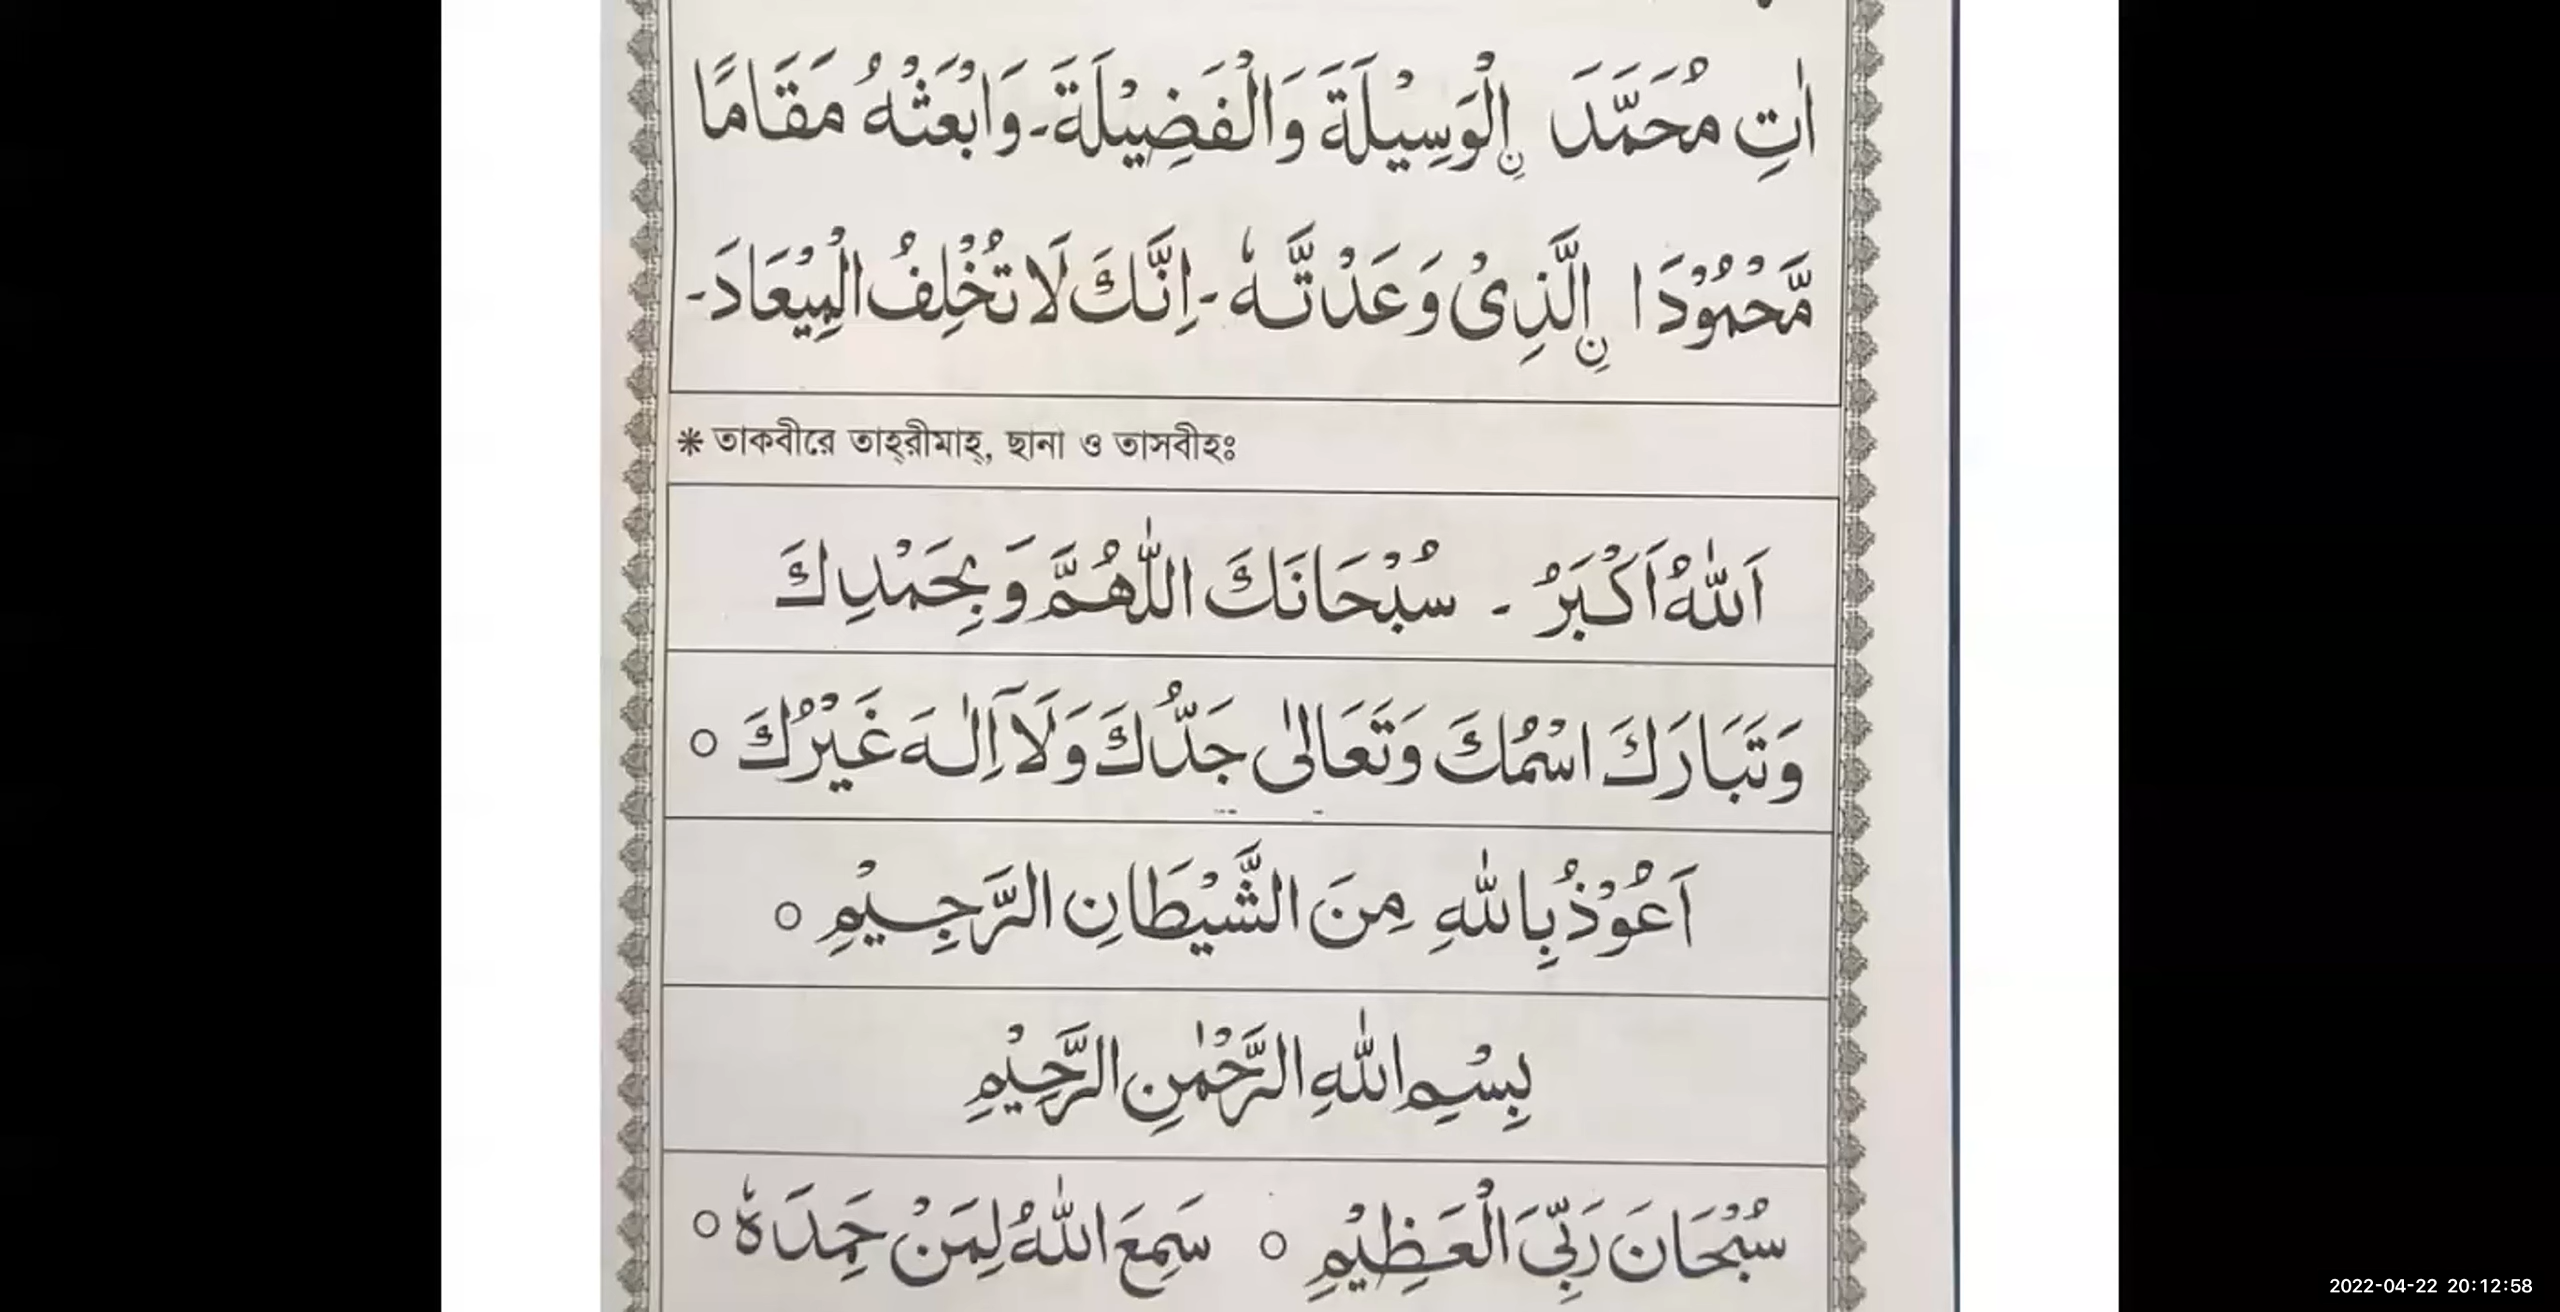 اٰتِ مُحَمَّدَ نِ الْوَسِيْلَةَ وَالْفَضِيْلَةَ ۔ وَابْعَثْهُ مَقَامًا
مَّحْمُوْدَا نِ الَّذِىْ وَعَدْتَّهٗ ۔ اِنَّكَ لَا تُخْلِفُ الْمِيْعَادَ ۔
* তাকবীরে তাহ্‌রীমাহ্, ছানা ও তাসবীহঃ
اَللّٰهُ اَكْبَرُ ۔ سُبْحَانَكَ اللّٰهُمَّ وَبِحَمْدِكَ
وَتَبَارَكَ اسْمُكَ وَتَعَالٰى جَدُّكَ وَلَا اِلٰهَ غَيْرُكَ ○
اَعُوْذُ بِاللّٰهِ مِنَ الشَّيْطَانِ الرَّجِيْمِ ○
بِسْمِ اللّٰهِ الرَّحْمٰنِ الرَّحِيْمِ
سُبْحَانَ رَبِّىَ الْعَظِيْمِ ○ سَمِعَ اللّٰهُ لِمَنْ حَمِدَهٗ ○
2022-04-22 20:12:58